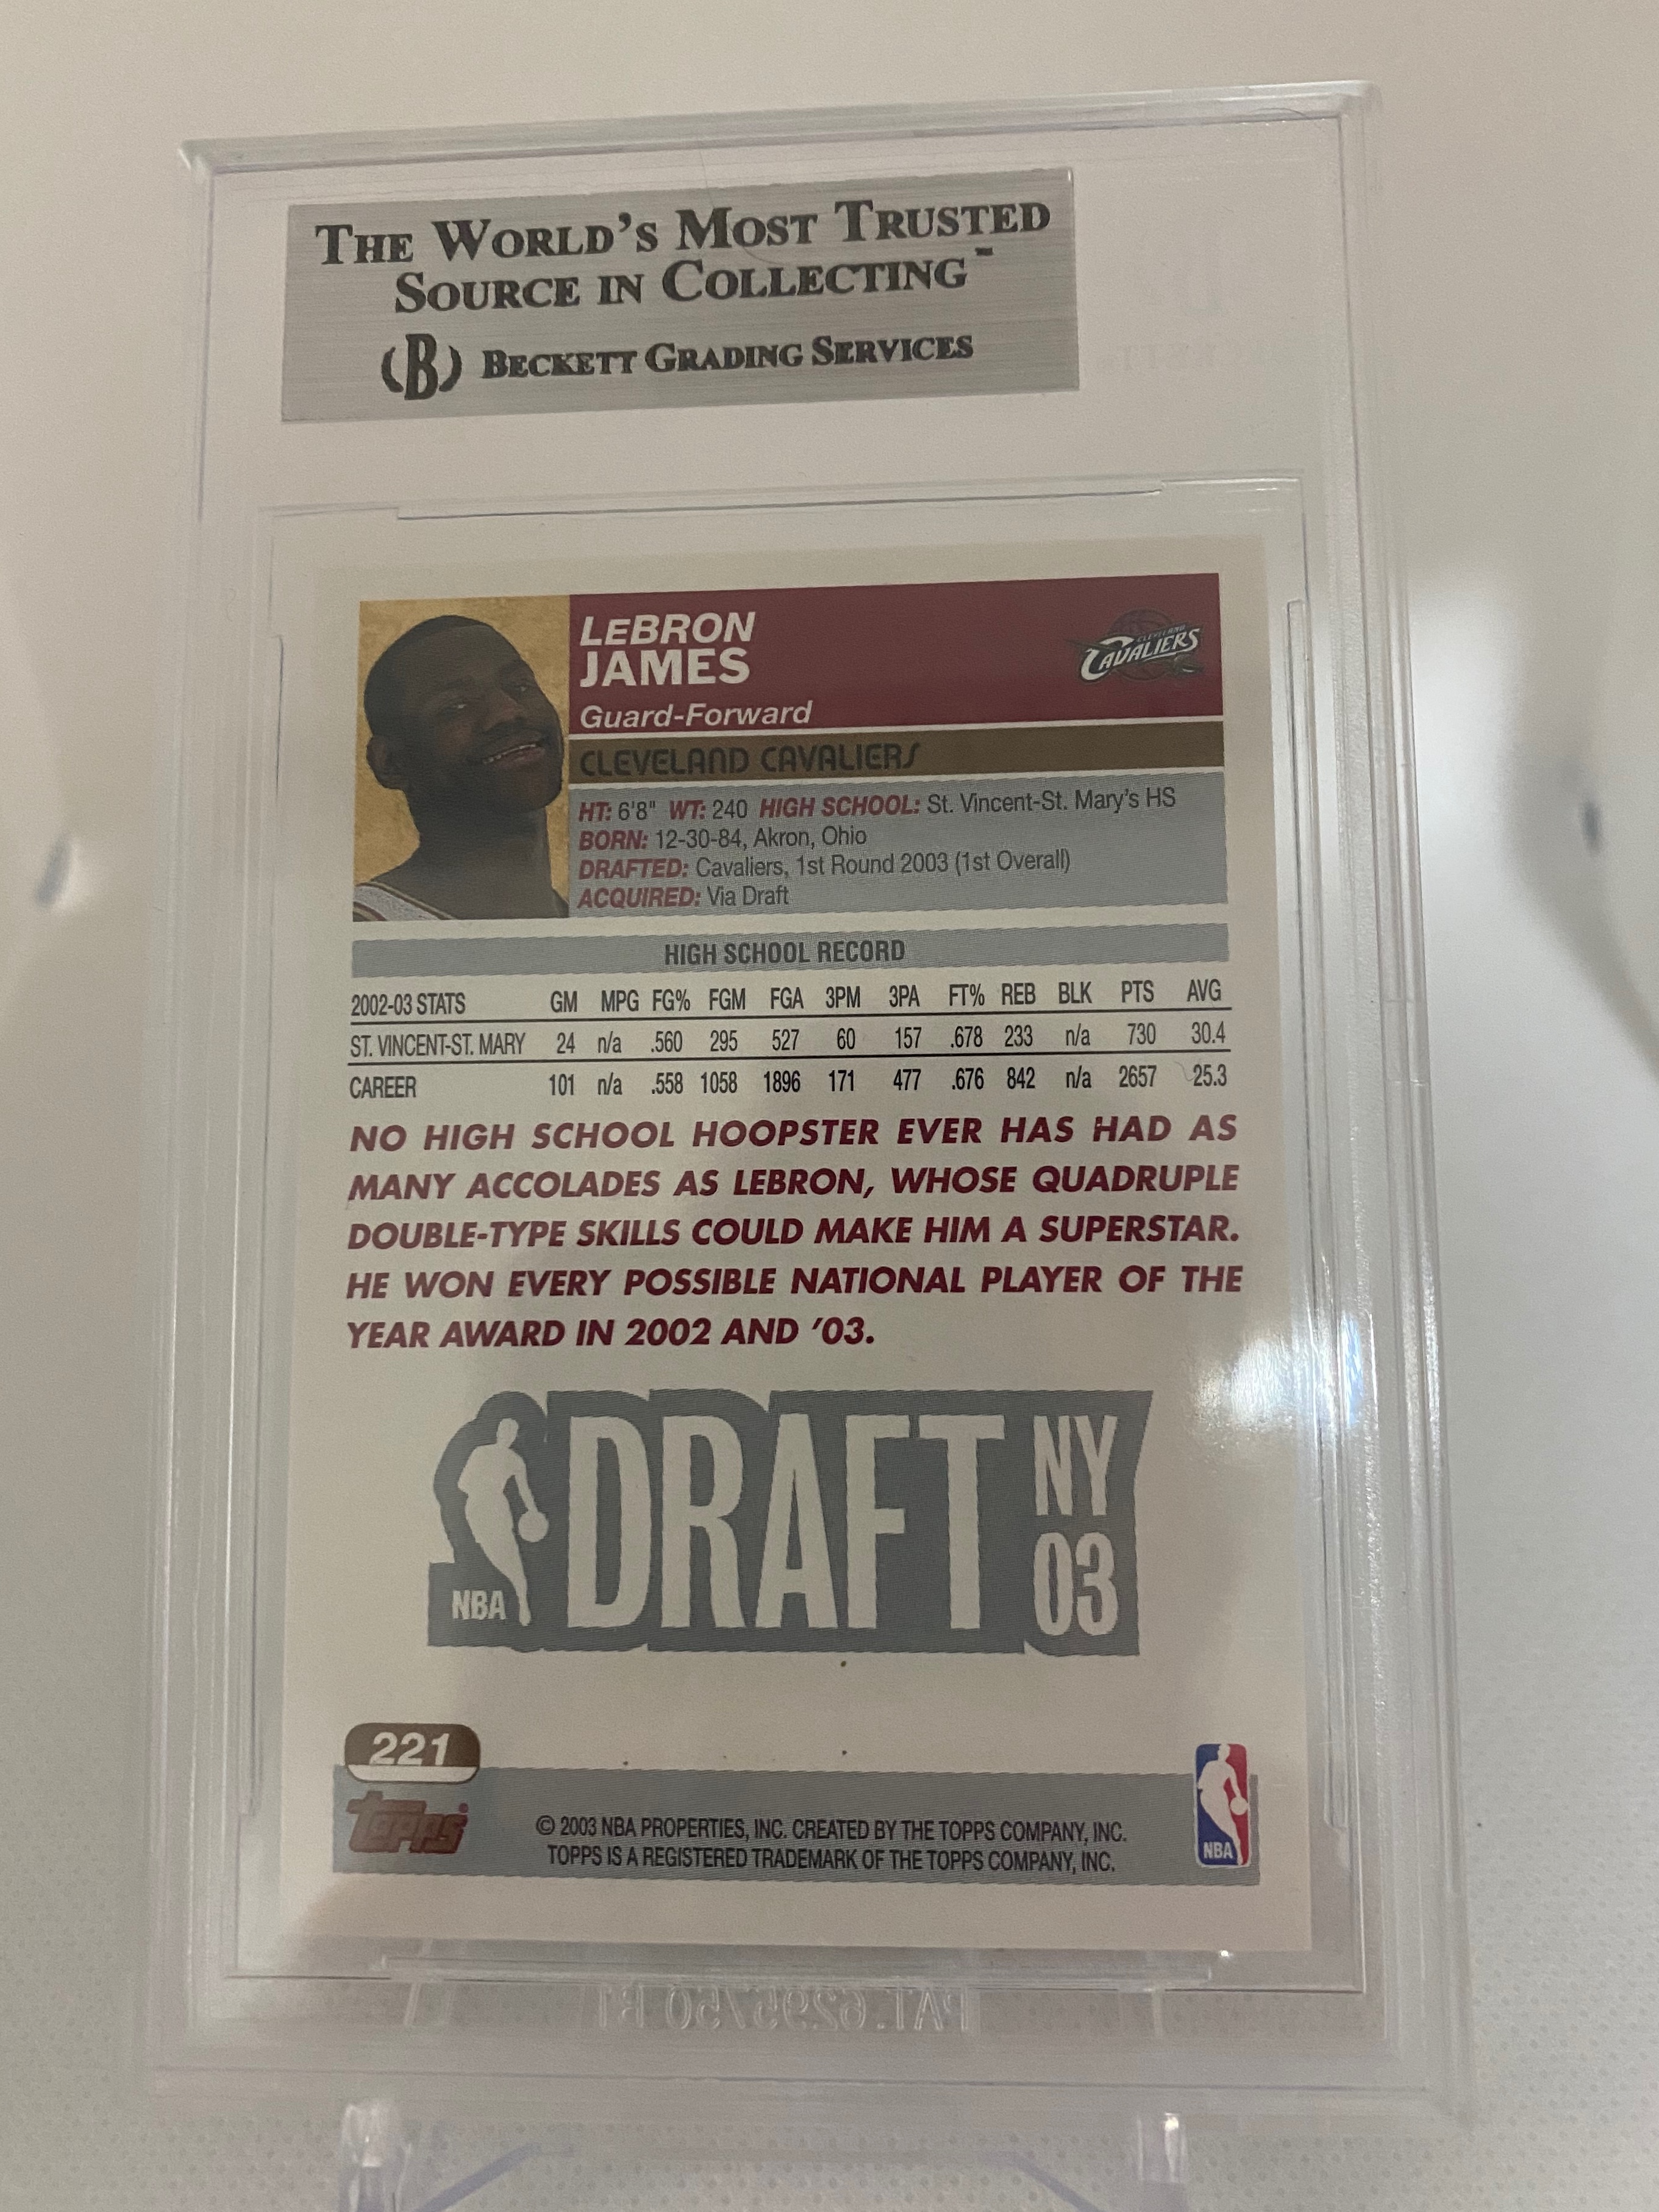 THE WORLD'S MOST TRUSTED
SOURCE IN COLLECTING™
(B) BECKETT GRADING SERVICES
LEBRON
JAMES
Guard-Forward
CLEVELAND CAVALIERS
CLEVELAND CAVALIERS
HT: 6'8" WT: 240 HIGH SCHOOL: St. Vincent-St. Mary's HS
BORN: 12-30-84, Akron, Ohio
DRAFTED: Cavaliers, 1st Round 2003 (1st Overall)
ACQUIRED: Via Draft
HIGH SCHOOL RECORD
2002-03 STATS GM MPG FG% FGM FGA 3PM 3PA FT% REB BLK PTS AVG
ST. VINCENT-ST. MARY 24 n/a .560 295 527 60 157 .678 233 n/a 730 30.4
CAREER 101 n/a .558 1058 1896 171 477 .676 842 n/a 2657 25.3
NO HIGH SCHOOL HOOPSTER EVER HAS HAD AS
MANY ACCOLADES AS LEBRON, WHOSE QUADRUPLE
DOUBLE-TYPE SKILLS COULD MAKE HIM A SUPERSTAR.
HE WON EVERY POSSIBLE NATIONAL PLAYER OF THE
YEAR AWARD IN 2002 AND '03.
NBA DRAFT NY 03
221
TOPPS
© 2003 NBA PROPERTIES, INC. CREATED BY THE TOPPS COMPANY, INC.
TOPPS IS A REGISTERED TRADEMARK OF THE TOPPS COMPANY, INC.
NBA
PAT. 6295750 B1